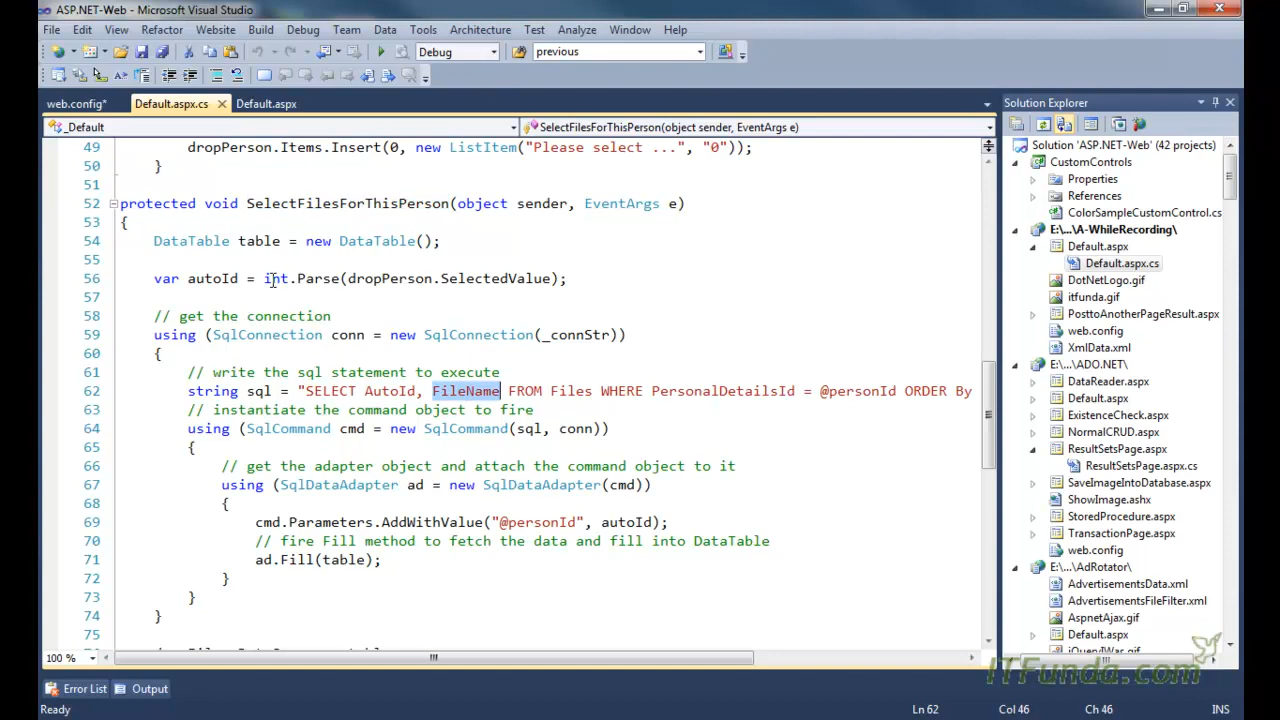 ASP.NET-Web - Microsoft Visual Studio
File Edit View Refactor Website Build Debug Team Data Tools Architecture Test Analyze Window Help
Debug previous
web.config* Default.aspx.cs Default.aspx
_Default SelectFilesForThisPerson(object sender, EventArgs e)
49 dropPerson.Items.Insert(0, new ListItem("Please select ...", "0"));
50 }
51
52 protected void SelectFilesForThisPerson(object sender, EventArgs e)
53 {
54 DataTable table = new DataTable();
55
56 var autoId = int.Parse(dropPerson.SelectedValue);
57
58 // get the connection
59 using (SqlConnection conn = new SqlConnection(_connStr))
60 {
61 // write the sql statement to execute
62 string sql = "SELECT AutoId, FileName FROM Files WHERE PersonalDetailsId = @personId ORDER By
63 // instantiate the command object to fire
64 using (SqlCommand cmd = new SqlCommand(sql, conn))
65 {
66 // get the adapter object and attach the command object to it
67 using (SqlDataAdapter ad = new SqlDataAdapter(cmd))
68 {
69 cmd.Parameters.AddWithValue("@personId", autoId);
70 // fire Fill method to fetch the data and fill into DataTable
71 ad.Fill(table);
72 }
73 }
74 }
75
100 %
Solution Explorer
Solution 'ASP.NET-Web' (42 projects)
CustomControls
Properties
References
ColorSampleCustomControl.cs
E:\...\A-WhileRecording\
Default.aspx
Default.aspx.cs
DotNetLogo.gif
itfunda.gif
PosttoAnotherPageResult.aspx
web.config
XmlData.xml
E:\...\ADO.NET\
DataReader.aspx
Default.aspx
ExistenceCheck.aspx
NormalCRUD.aspx
ResultSetsPage.aspx
ResultSetsPage.aspx.cs
SaveImageIntoDatabase.aspx
ShowImage.ashx
StoredProcedure.aspx
TransactionPage.aspx
web.config
E:\...\AdRotator\
AdvertisementsData.xml
AdvertisementsFileFilter.xml
AspnetAjax.gif
Default.aspx
jQueryHwar.gif
ITFunda.com
Error List Output
Ready Ln 62 Col 46 Ch 46 INS